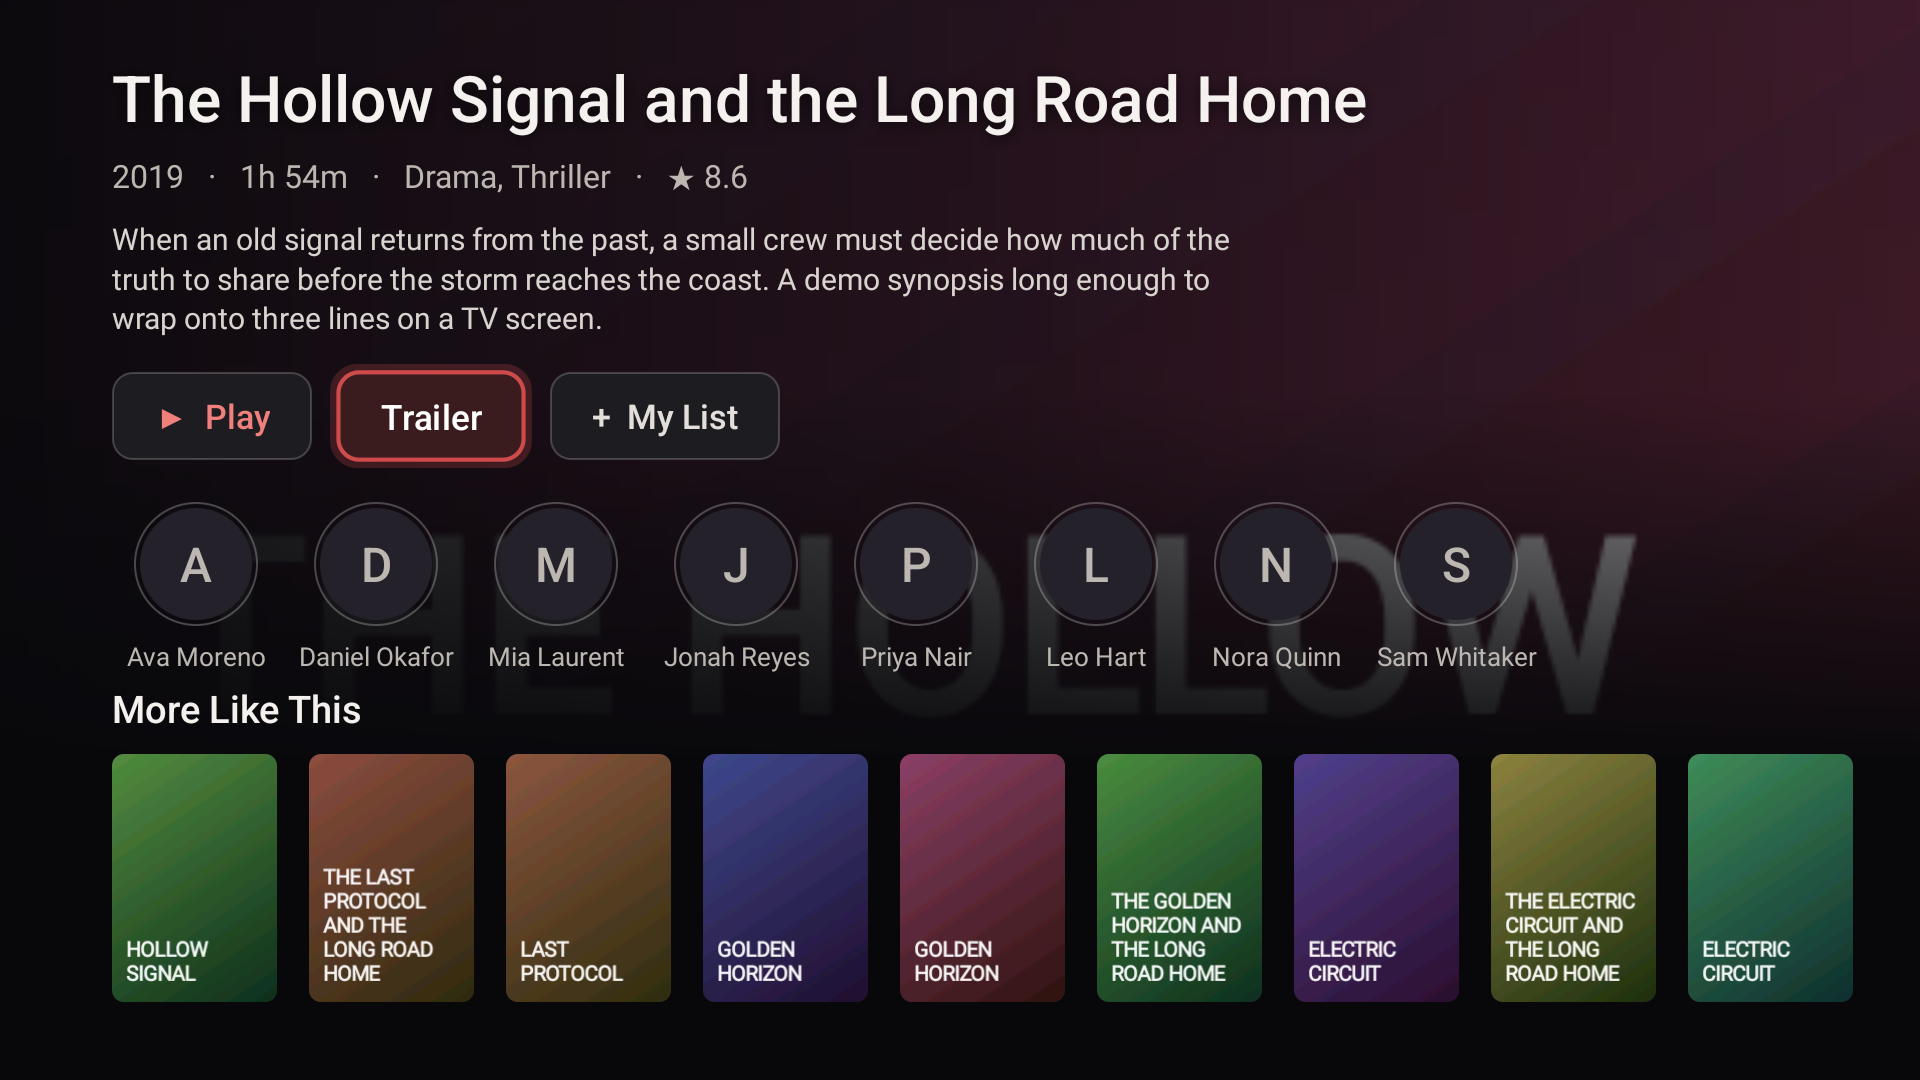 The Hollow Signal and the Long Road Home
2019 · 1h 54m · Drama, Thriller · ★ 8.6
When an old signal returns from the past, a small crew must decide how much of the
truth to share before the storm reaches the coast. A demo synopsis long enough to
wrap onto three lines on a TV screen.
► Play
Trailer
+ My List
THE HOLLOW
A
D
M
J
P
L
N
S
Ava Moreno
Daniel Okafor
Mia Laurent
Jonah Reyes
Priya Nair
Leo Hart
Nora Quinn
Sam Whitaker
More Like This
HOLLOW
SIGNAL
THE LAST
PROTOCOL
AND THE
LONG ROAD
HOME
LAST
PROTOCOL
GOLDEN
HORIZON
GOLDEN
HORIZON
THE GOLDEN
HORIZON AND
THE LONG
ROAD HOME
ELECTRIC
CIRCUIT
THE ELECTRIC
CIRCUIT AND
THE LONG
ROAD HOME
ELECTRIC
CIRCUIT